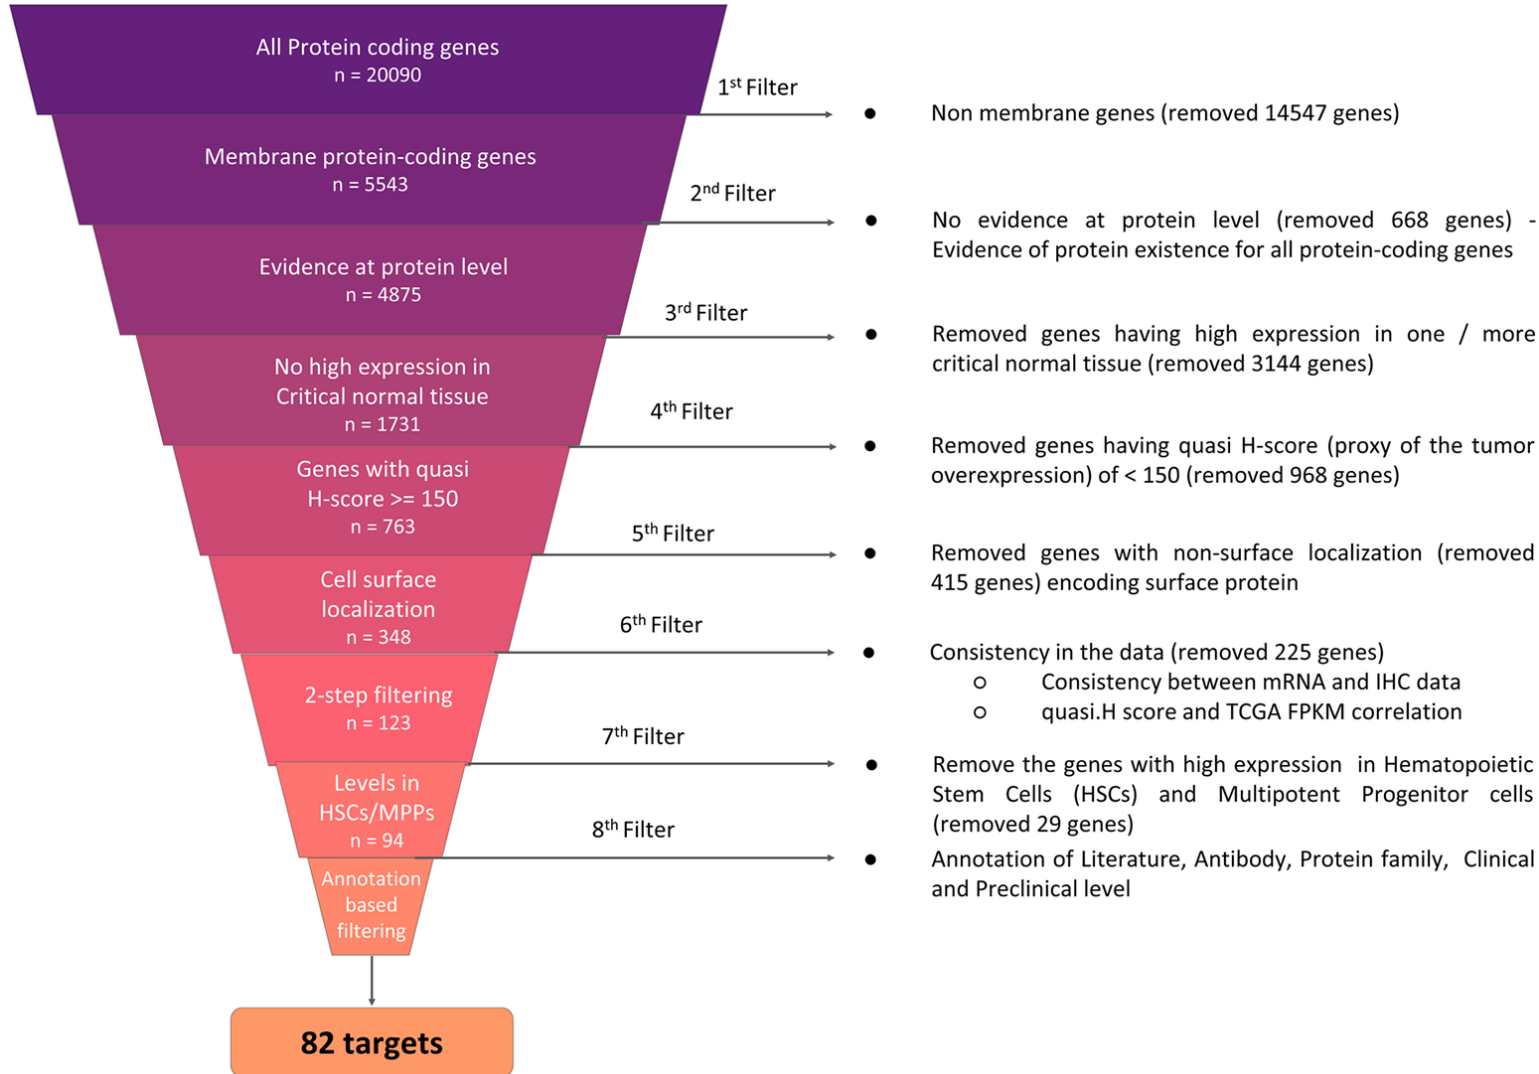 All Protein coding genes
n = 20090
1st Filter
● Non membrane genes (removed 14547 genes)
Membrane protein-coding genes
n = 5543
2nd Filter
● No evidence at protein level (removed 668 genes) -
Evidence of protein existence for all protein-coding genes
Evidence at protein level
n = 4875
3rd Filter
● Removed genes having high expression in one / more
critical normal tissue (removed 3144 genes)
No high expression in
Critical normal tissue
n = 1731
4th Filter
● Removed genes having quasi H-score (proxy of the tumor
overexpression) of < 150 (removed 968 genes)
Genes with quasi
H-score >= 150
n = 763
5th Filter
● Removed genes with non-surface localization (removed
415 genes) encoding surface protein
Cell surface
localization
n = 348
6th Filter
● Consistency in the data (removed 225 genes)
○ Consistency between mRNA and IHC data
○ quasi.H score and TCGA FPKM correlation
2-step filtering
n = 123
7th Filter
● Remove the genes with high expression in Hematopoietic
Stem Cells (HSCs) and Multipotent Progenitor cells
(removed 29 genes)
Levels in
HSCs/MPPs
n = 94
8th Filter
● Annotation of Literature, Antibody, Protein family, Clinical
and Preclinical level
Annotation
based
filtering
82 targets